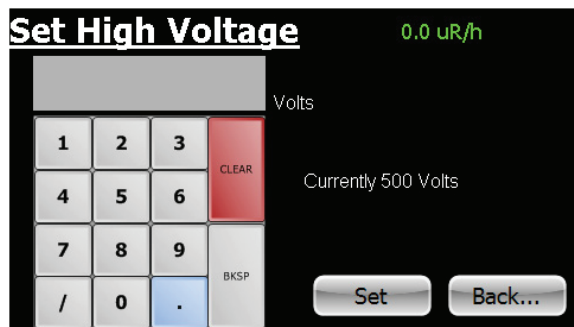 Set High Voltage
0.0 uR/h
Volts
1 2 3 CLEAR
Currently 500 Volts
4 5 6
7 8 9 BKSP
/ 0 .
Set Back...